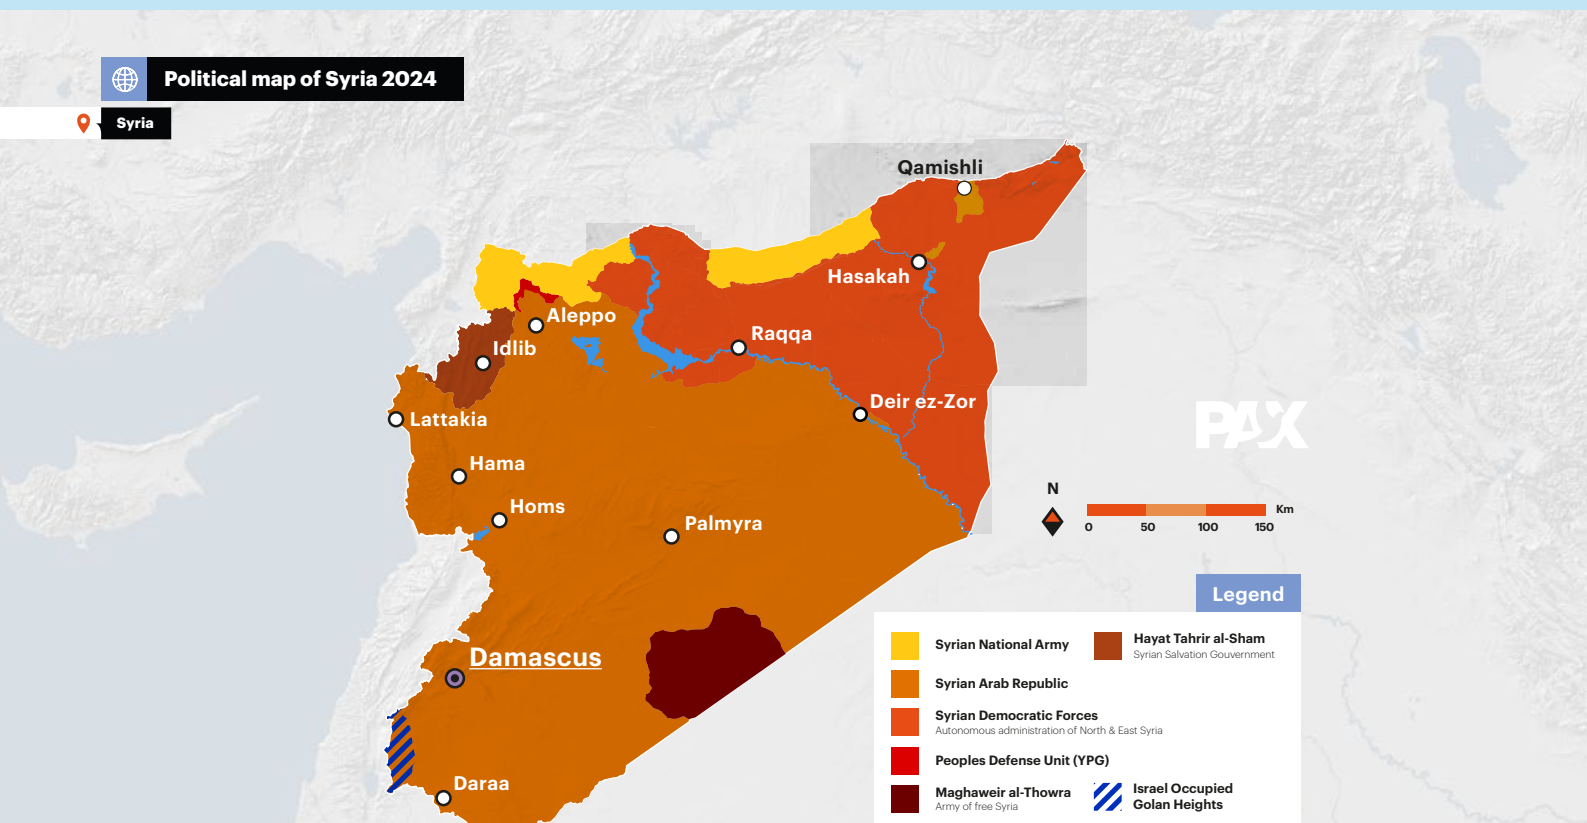 Political map of Syria 2024
Syria
Qamishli
Hasakah
Aleppo
Raqqa
Idlib
Deir ez-Zor
Lattakia
PAX
Hama
N
Homs
Km
0 50 100 150
Palmyra
Legend
Damascus
Daraa
Syrian National Army
Hayat Tahrir al-Sham
Syrian Salvation Gouvernment
Syrian Arab Republic
Syrian Democratic Forces
Autonomous administration of North & East Syria
Peoples Defense Unit (YPG)
Maghaweir al-Thowra
Army of free Syria
Israel Occupied
Golan Heights